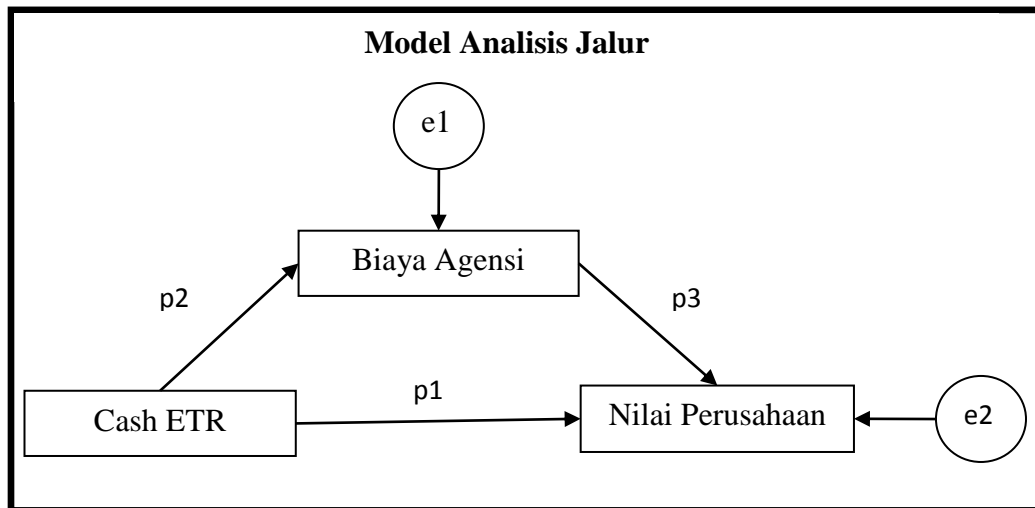 Model Analisis Jalur
e1
Biaya Agensi
p2
p3
p1
Cash ETR
Nilai Perusahaan
e2